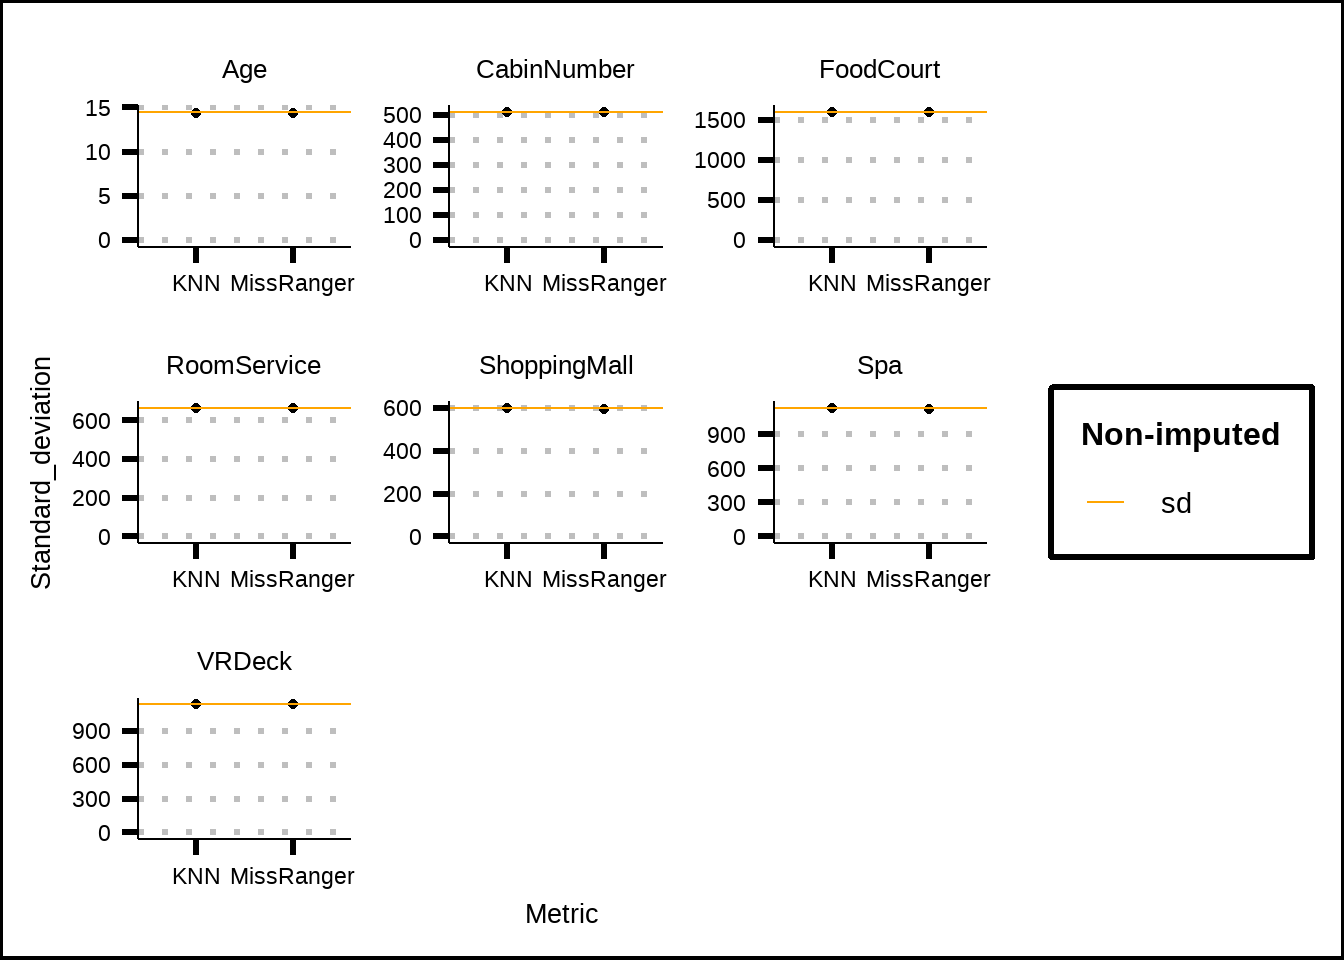 Age
15
10
5
0
KNN MissRanger
CabinNumber
500
400
300
200
100
0
KNN MissRanger
FoodCourt
1500
1000
500
0
KNN MissRanger
Standard_deviation
RoomService
600
400
200
0
KNN MissRanger
ShoppingMall
600
400
200
0
KNN MissRanger
Spa
900
600
300
0
KNN MissRanger
Non-imputed
sd
VRDeck
900
600
300
0
KNN MissRanger
Metric